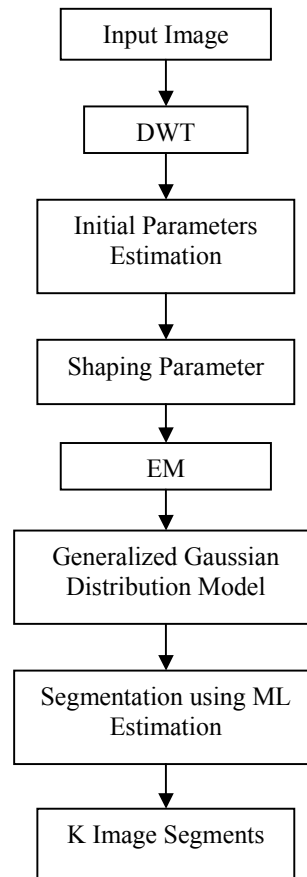 Input Image
DWT
Initial Parameters
Estimation
Shaping Parameter
EM
Generalized Gaussian
Distribution Model
Segmentation using ML
Estimation
K Image Segments